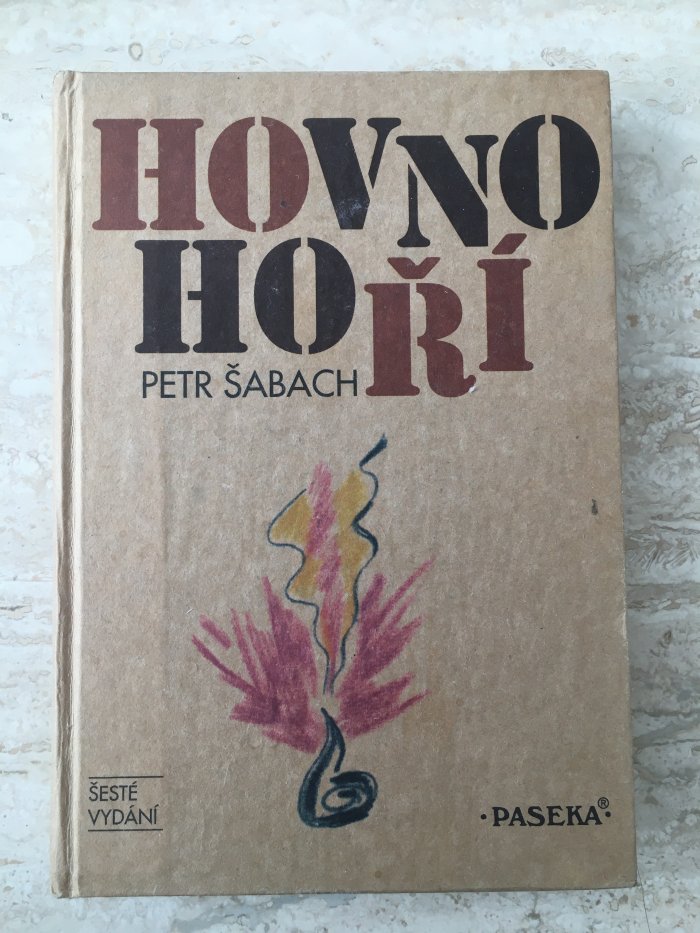 HOVNO
HOŘÍ
PETR ŠABACH
ŠESTÉ
VYDÁNÍ
·PASEKA®·